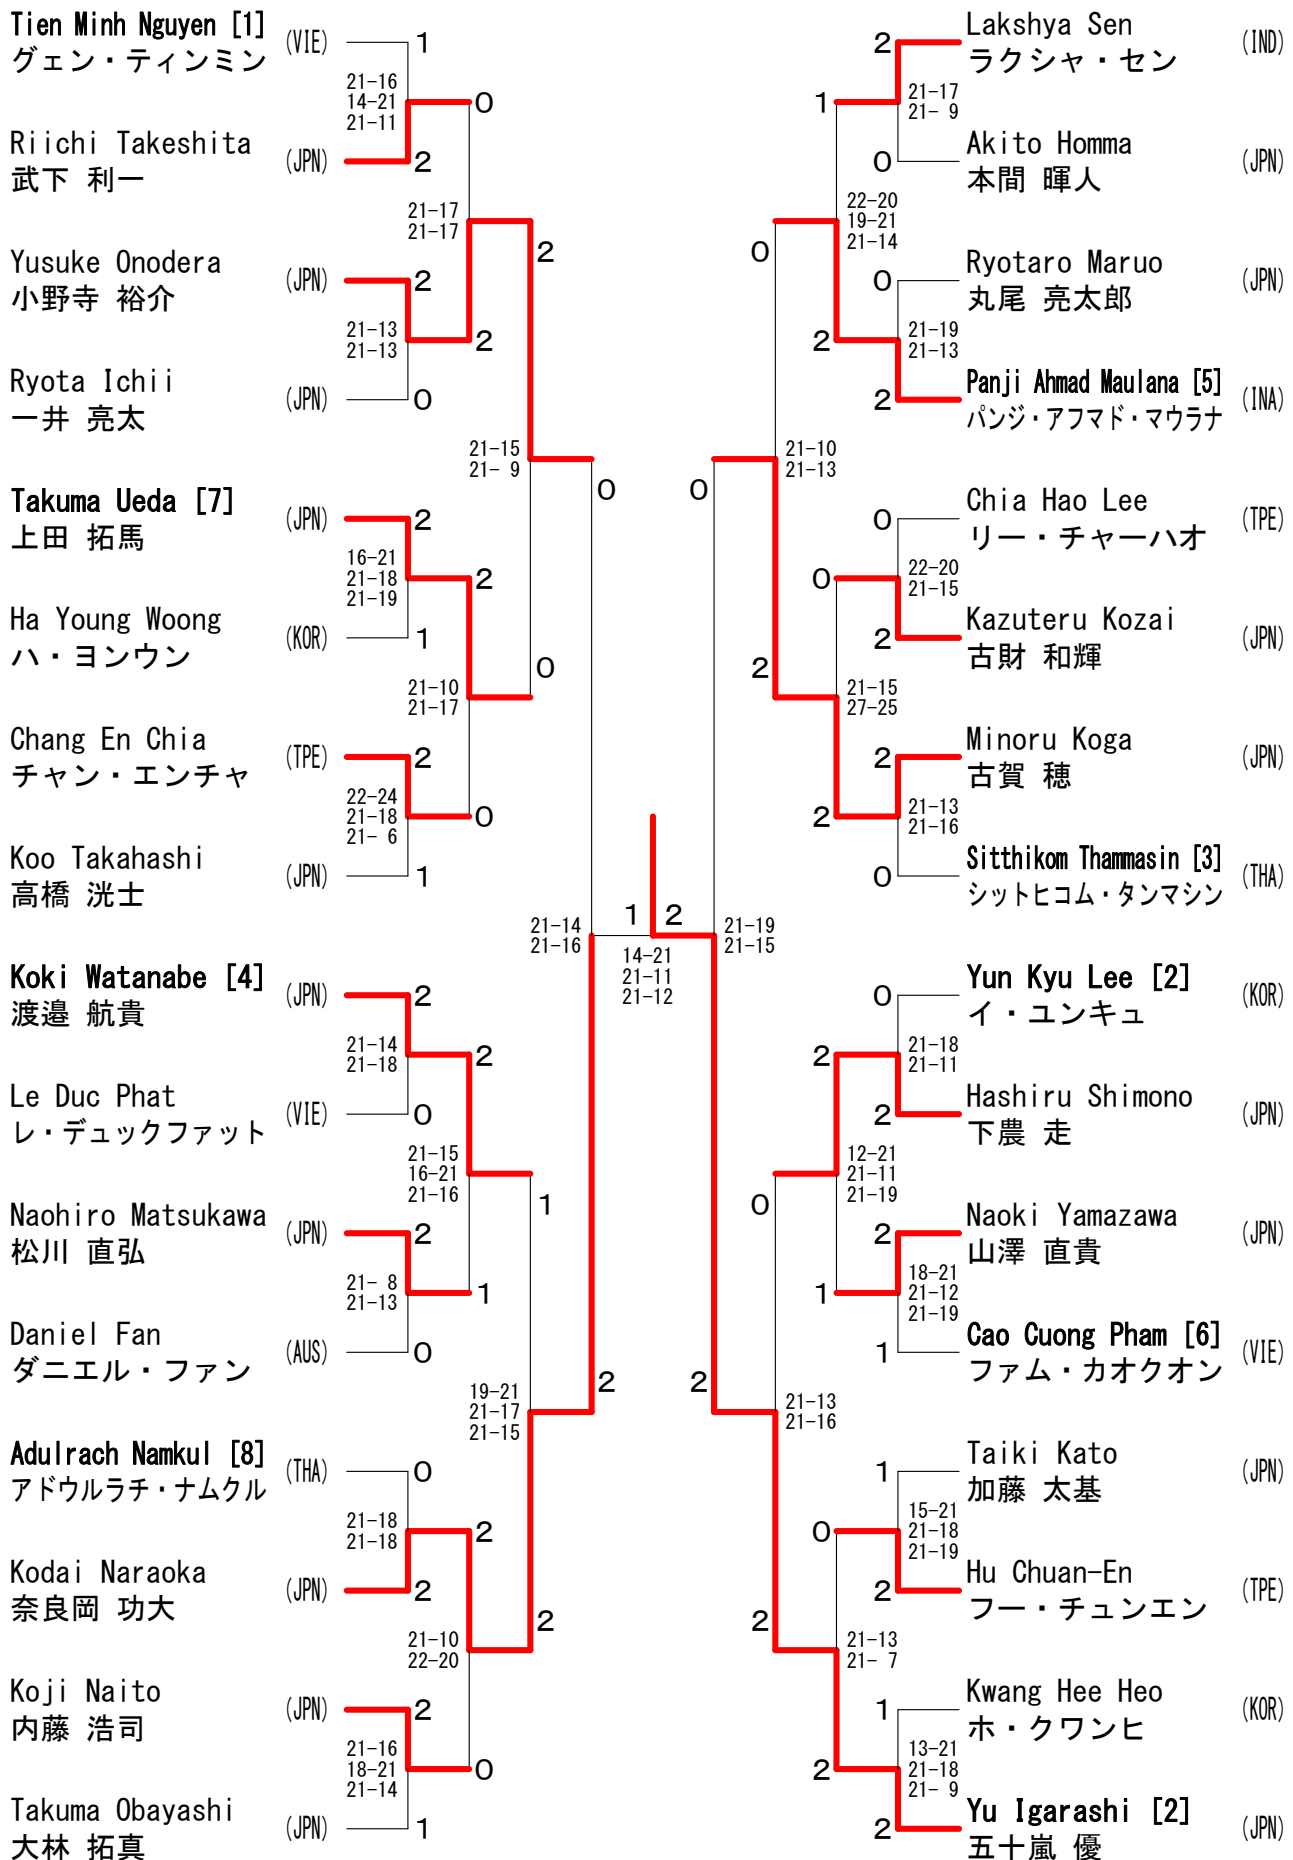 Tien Minh Nguyen [1]
グェン・ティンミン
(VIE)
1
21-16
14-21
21-11
0
Riichi Takeshita
武下 利一
(JPN)
2
21-17
21-17
2
Yusuke Onodera
小野寺 裕介
(JPN)
2
21-13
21-13
2
Ryota Ichii
一井 亮太
(JPN)
0
21-15
21- 9
0
Takuma Ueda [7]
上田 拓馬
(JPN)
2
16-21
21-18
21-19
2
Ha Young Woong
ハ・ヨンウン
(KOR)
1
21-10
21-17
0
Chang En Chia
チャン・エンチャ
(TPE)
2
22-24
21-18
21- 6
0
Koo Takahashi
高橋 洸士
(JPN)
1
21-14
21-16
Koki Watanabe [4]
渡邉 航貴
(JPN)
2
21-14
21-18
2
Le Duc Phat
レ・デュックファット
(VIE)
0
21-15
16-21
21-16
1
Naohiro Matsukawa
松川 直弘
(JPN)
2
21- 8
21-13
1
Daniel Fan
ダニエル・ファン
(AUS)
0
19-21
21-17
21-15
2
Adulrach Namkul [8]
アドウルラチ・ナムクル
(THA)
0
21-18
21-18
2
Kodai Naraoka
奈良岡 功大
(JPN)
2
21-10
22-20
2
Koji Naito
内藤 浩司
(JPN)
2
21-16
18-21
21-14
0
Takuma Obayashi
大林 拓真
(JPN)
1
1
2
14-21
21-11
21-12
Lakshya Sen
ラクシャ・セン
(IND)
2
21-17
21- 9
1
Akito Homma
本間 暉人
(JPN)
0
22-20
19-21
21-14
0
Ryotaro Maruo
丸尾 亮太郎
(JPN)
0
21-19
21-13
2
Panji Ahmad Maulana [5]
パンジ・アフマド・マウラナ
(INA)
2
21-10
21-13
0
Chia Hao Lee
リー・チャーハオ
(TPE)
0
22-20
21-15
0
Kazuteru Kozai
古財 和輝
(JPN)
2
21-15
27-25
2
Minoru Koga
古賀 穂
(JPN)
2
21-13
21-16
2
Sitthikom Thammasin [3]
シットヒコム・タンマシン
(THA)
0
21-19
21-15
Yun Kyu Lee [2]
イ・ユンキュ
(KOR)
0
21-18
21-11
2
Hashiru Shimono
下農 走
(JPN)
2
12-21
21-11
21-19
0
Naoki Yamazawa
山澤 直貴
(JPN)
2
18-21
21-12
21-19
1
Cao Cuong Pham [6]
ファム・カオクオン
(VIE)
1
21-13
21-16
2
Taiki Kato
加藤 太基
(JPN)
1
15-21
21-18
21-19
0
Hu Chuan-En
フー・チュンエン
(TPE)
2
21-13
21- 7
2
Kwang Hee Heo
ホ・クワンヒ
(KOR)
1
13-21
21-18
21- 9
2
Yu Igarashi [2]
五十嵐 優
(JPN)
2